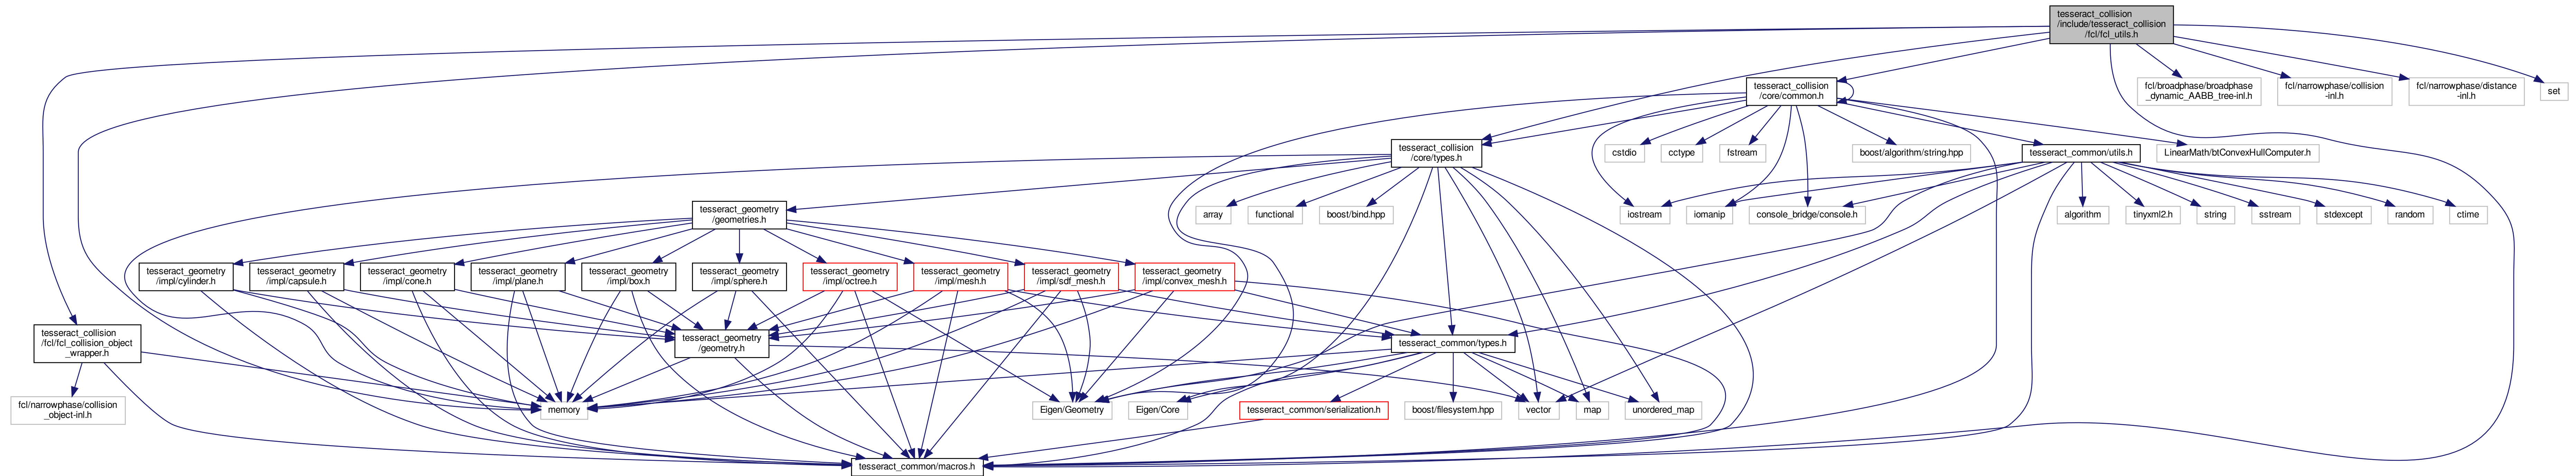 tesseract_collision
/include/tesseract_collision
/fcl/fcl_utils.h
tesseract_collision
/core/common.h
fcl/broadphase/broadphase
_dynamic_AABB_tree-inl.h
fcl/narrowphase/collision
-inl.h
fcl/narrowphase/distance
-inl.h
set
tesseract_collision
/core/types.h
cstdio
cctype
fstream
boost/algorithm/string.hpp
tesseract_common/utils.h
LinearMath/btConvexHullComputer.h
tesseract_geometry
/geometries.h
array
functional
boost/bind.hpp
iostream
iomanip
console_bridge/console.h
algorithm
tinyxml2.h
string
sstream
stdexcept
random
ctime
tesseract_geometry
/impl/cylinder.h
tesseract_geometry
/impl/capsule.h
tesseract_geometry
/impl/cone.h
tesseract_geometry
/impl/plane.h
tesseract_geometry
/impl/box.h
tesseract_geometry
/impl/sphere.h
tesseract_geometry
/impl/octree.h
tesseract_geometry
/impl/mesh.h
tesseract_geometry
/impl/sdf_mesh.h
tesseract_geometry
/impl/convex_mesh.h
tesseract_collision
/fcl/fcl_collision_object
_wrapper.h
tesseract_geometry
/geometry.h
tesseract_common/types.h
fcl/narrowphase/collision
_object-inl.h
memory
Eigen/Geometry
Eigen/Core
tesseract_common/serialization.h
boost/filesystem.hpp
vector
map
unordered_map
tesseract_common/macros.h